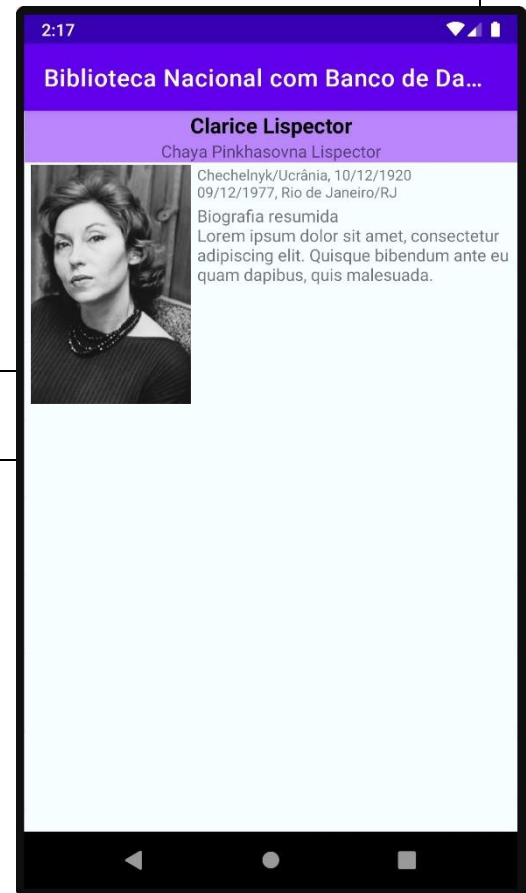 2:17
Biblioteca Nacional com Banco de Da...
Clarice Lispector
Chaya Pinkhasovna Lispector
Chechelnyk/Ucrânia, 10/12/1920
09/12/1977, Rio de Janeiro/RJ
Biografia resumida
Lorem ipsum dolor sit amet, consectetur
adipiscing elit. Quisque bibendum ante eu
quam dapibus, quis malesuada.